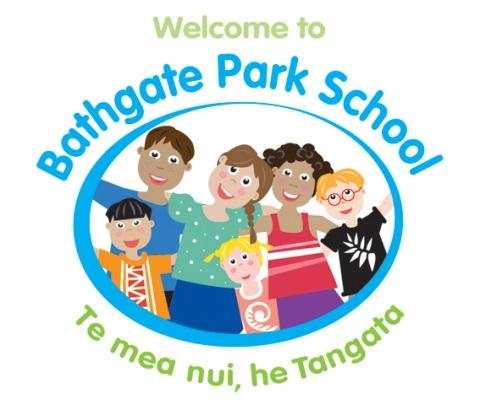 Welcome to
Bathgate Park School
Te mea nui, he Tangata